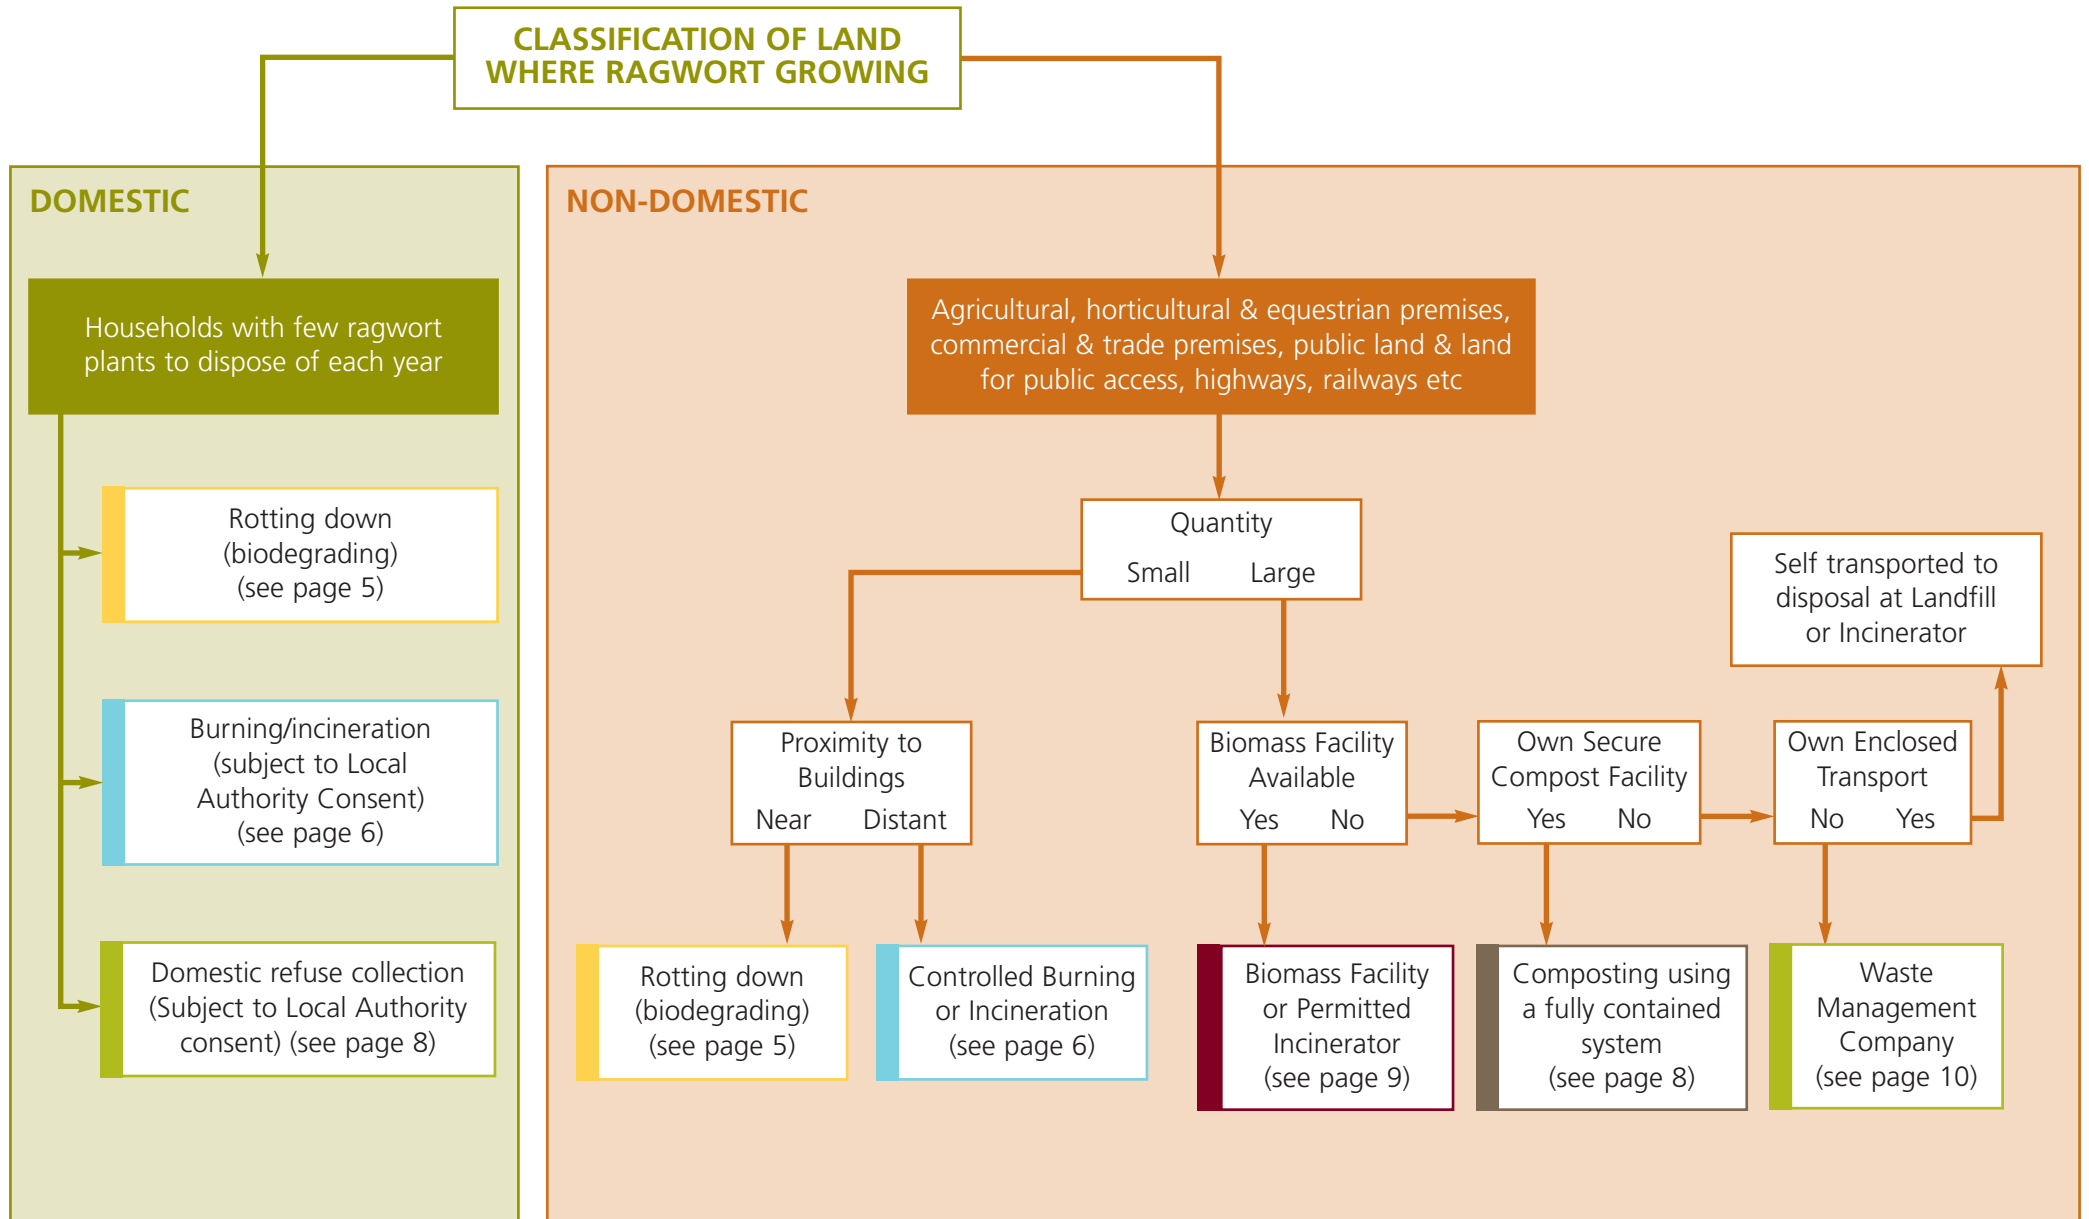 CLASSIFICATION OF LAND
WHERE RAGWORT GROWING
DOMESTIC
Households with few ragwort
plants to dispose of each year
Rotting down
(biodegrading)
(see page 5)
Burning/incineration
(subject to Local
Authority Consent)
(see page 6)
Domestic refuse collection
(Subject to Local Authority
consent) (see page 8)
NON-DOMESTIC
Agricultural, horticultural & equestrian premises,
commercial & trade premises, public land & land
for public access, highways, railways etc
Quantity
Small Large
Proximity to
Buildings
Near Distant
Rotting down
(biodegrading)
(see page 5)
Controlled Burning
or Incineration
(see page 6)
Biomass Facility
Available
Yes No
Biomass Facility
or Permitted
Incinerator
(see page 9)
Own Secure
Compost Facility
Yes No
Composting using
a fully contained
system
(see page 8)
Own Enclosed
Transport
No Yes
Waste
Management
Company
(see page 10)
Self transported to
disposal at Landfill
or Incinerator